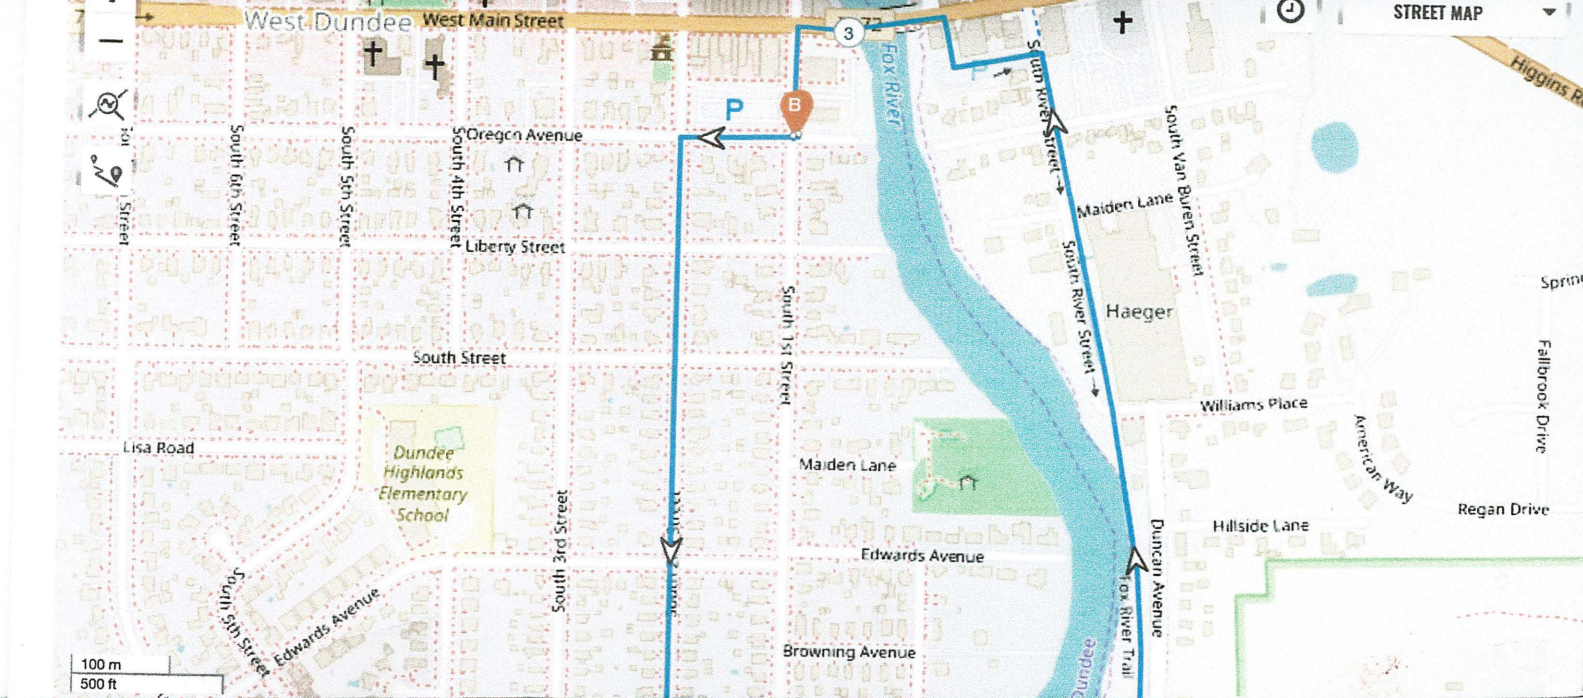 West Dundee
West Main Street
3
72
STREET MAP
Higgins R
Fox River
P
P
B
South River Street
Oregon Avenue
South 6th Street
South 5th Street
South 4th Street
Street
Liberty Street
Maiden Lane
South Van Buren Street
South River Street
Haeger
South 1st Street
South Street
Spring
Fallbrook Drive
Williams Place
American Way
Lisa Road
Dundee
Highlands
Elementary
School
Maiden Lane
Regan Drive
Hillside Lane
South 3rd Street
Edwards Avenue
Duncan Avenue
Fox River Trail
South 5th Street
Edwards Avenue
Browning Avenue
Dundee
100 m
500 ft